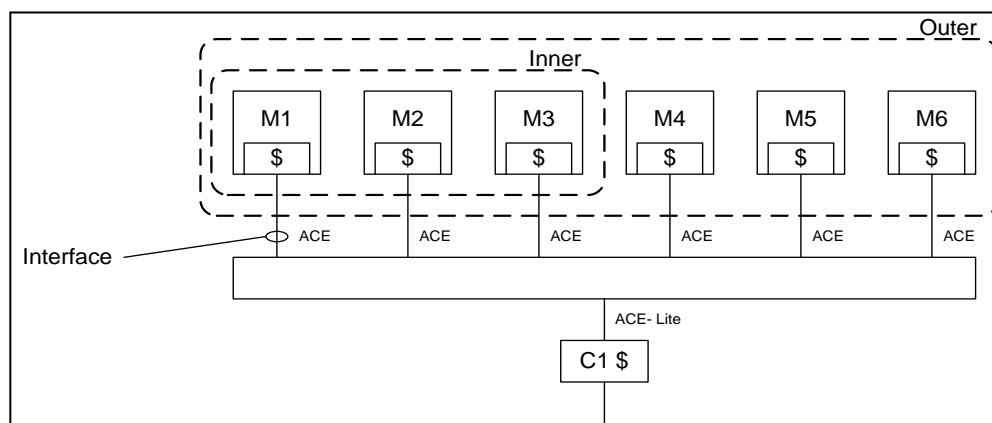 Outer
Inner
M1 M2 M3 M4 M5 M6
$ $ $ $ $ $
ACE ACE ACE ACE ACE ACE
Interface
ACE- Lite
C1 $